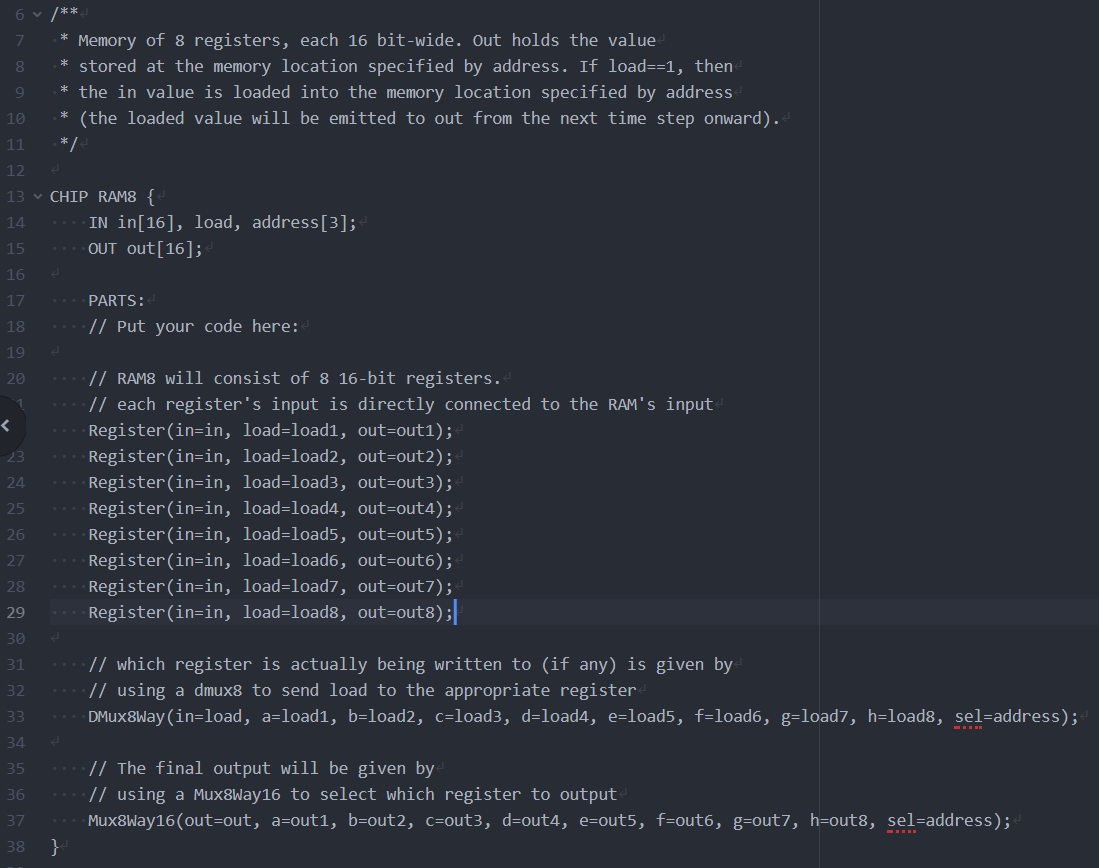 6 /**
7 * Memory of 8 registers, each 16 bit-wide. Out holds the value
8 * stored at the memory location specified by address. If load==1, then
9 * the in value is loaded into the memory location specified by address
10 * (the loaded value will be emitted to out from the next time step onward).
11 */
12
13 CHIP RAM8 {
14 IN in[16], load, address[3];
15 OUT out[16];
16
17 PARTS:
18 // Put your code here:
19
20 // RAM8 will consist of 8 16-bit registers.
1 // each register's input is directly connected to the RAM's input
Register(in=in, load=load1, out=out1);
23 Register(in=in, load=load2, out=out2);
24 Register(in=in, load=load3, out=out3);
25 Register(in=in, load=load4, out=out4);
26 Register(in=in, load=load5, out=out5);
27 Register(in=in, load=load6, out=out6);
28 Register(in=in, load=load7, out=out7);
29 Register(in=in, load=load8, out=out8);
30
31 // which register is actually being written to (if any) is given by
32 // using a dmux8 to send load to the appropriate register
33 DMux8Way(in=load, a=load1, b=load2, c=load3, d=load4, e=load5, f=load6, g=load7, h=load8, sel=address);
34
35 // The final output will be given by
36 // using a Mux8Way16 to select which register to output
37 Mux8Way16(out=out, a=out1, b=out2, c=out3, d=out4, e=out5, f=out6, g=out7, h=out8, sel=address);
38 }